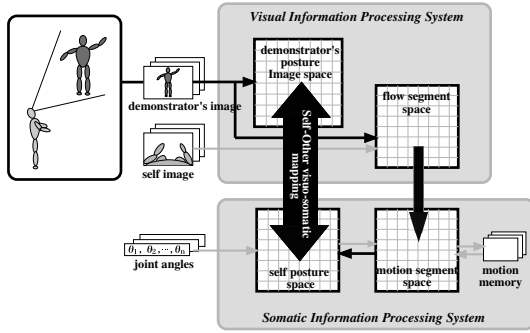 Visual Information Processing System
demonstrator's
posture
Image space
demonstrator's image
flow segment
space
self image
Self-Other visuo-somatic
mapping
θ1, θ2,..., θn
joint angles
self posture
space
motion segment
space
motion
memory
Somatic Information Processing System